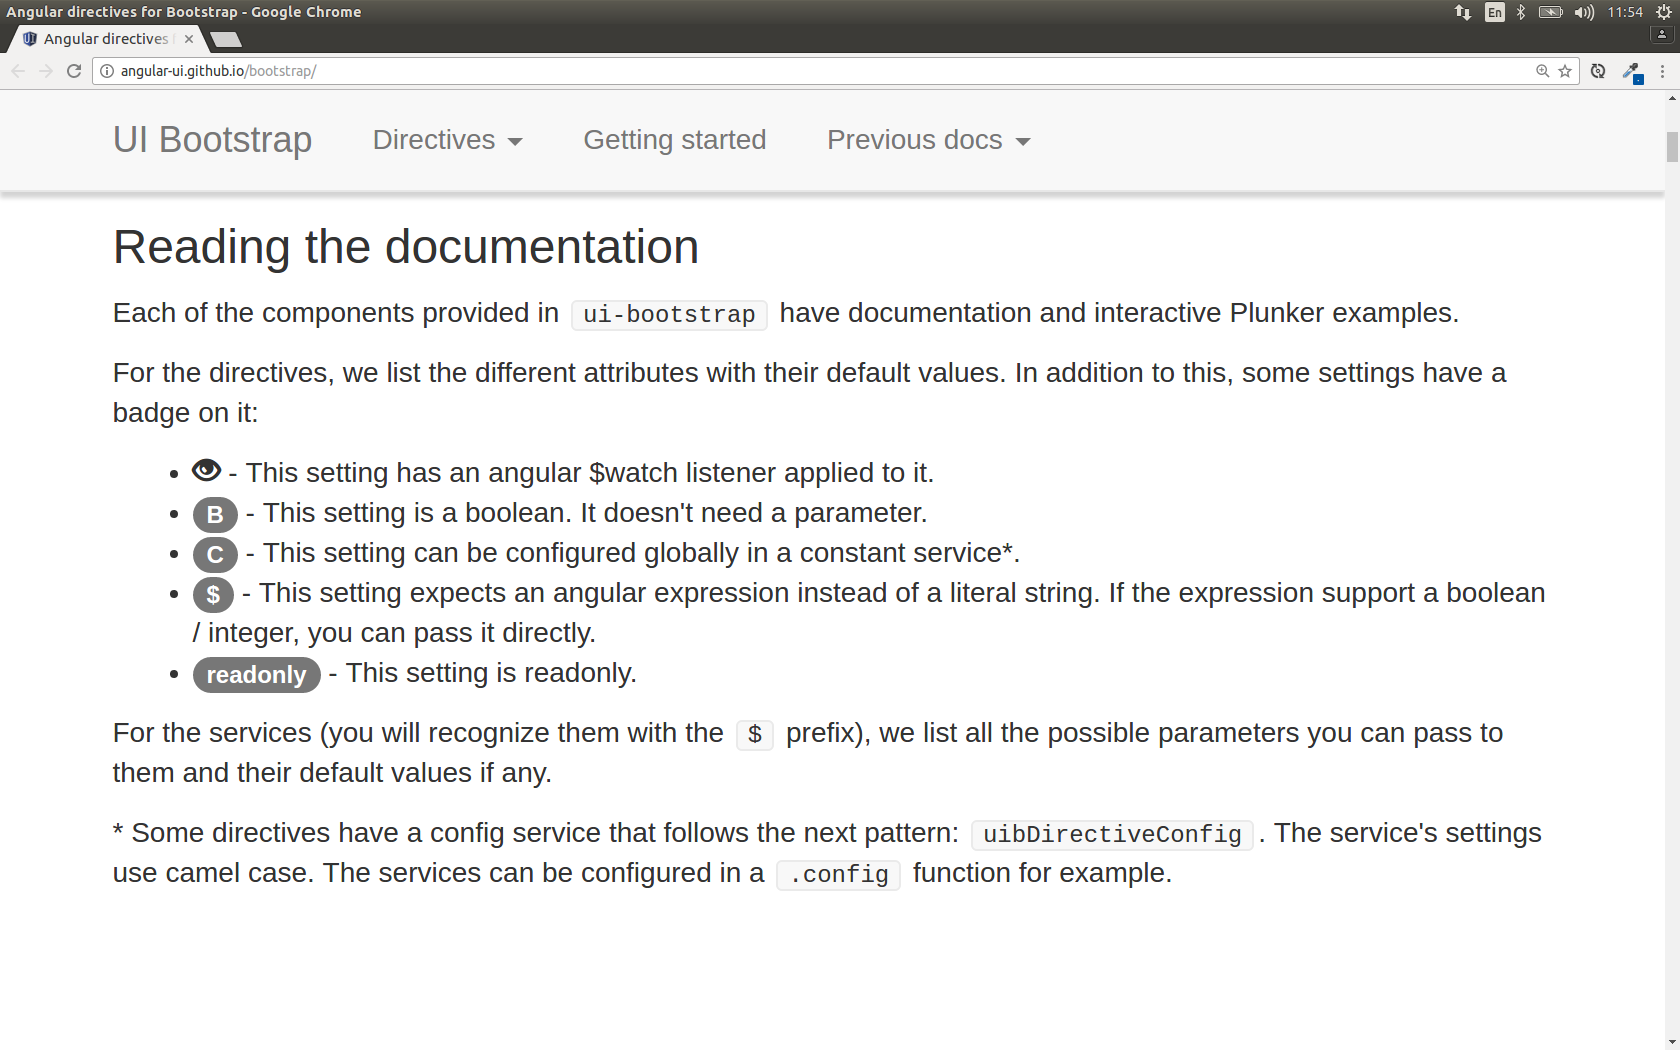 Angular directives for Bootstrap - Google Chrome
En
11:54
Angular directives
angular-ui.github.io/bootstrap/
UI Bootstrap
Directives
Getting started
Previous docs
Reading the documentation
Each of the components provided in ui-bootstrap have documentation and interactive Plunker examples.
For the directives, we list the different attributes with their default values. In addition to this, some settings have a
badge on it:
- This setting has an angular $watch listener applied to it.
B - This setting is a boolean. It doesn't need a parameter.
C - This setting can be configured globally in a constant service*.
$ - This setting expects an angular expression instead of a literal string. If the expression support a boolean
/ integer, you can pass it directly.
readonly - This setting is readonly.
For the services (you will recognize them with the $ prefix), we list all the possible parameters you can pass to
them and their default values if any.
* Some directives have a config service that follows the next pattern: uibDirectiveConfig. The service's settings
use camel case. The services can be configured in a .config function for example.